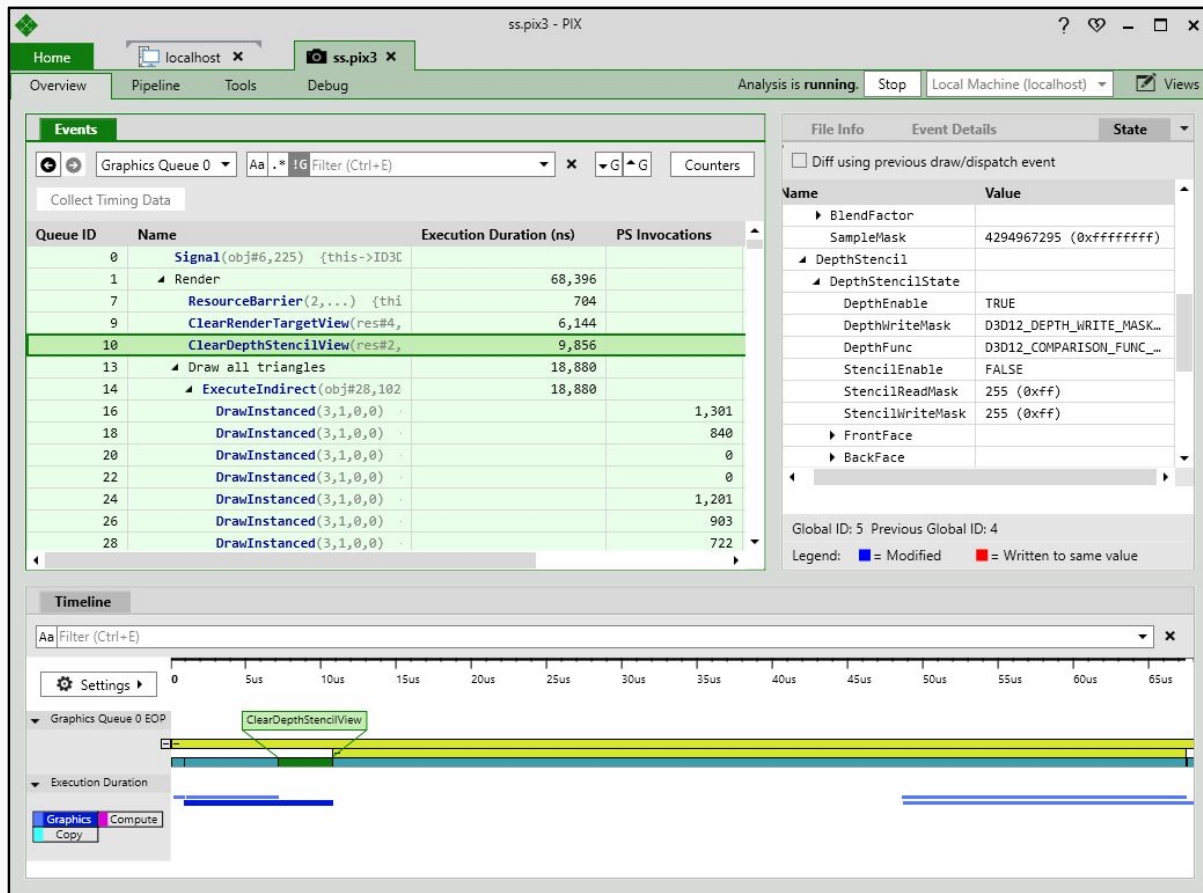 ss.pix3 - PIX
Home localhost ss.pix3
Overview Pipeline Tools Debug Analysis is running. Stop Local Machine (localhost) Views
Events
Graphics Queue 0 Aa .* !G Filter (Ctrl+E) G G Counters
Collect Timing Data
Queue ID Name Execution Duration (ns) PS Invocations
0 Signal(obj#6,225) {this->ID3D
1 Render 68,396
7 ResourceBarrier(2,...) {thi 704
9 ClearRenderTargetView(res#4, 6,144
10 ClearDepthStencilView(res#2, 9,856
13 Draw all triangles 18,880
14 ExecuteIndirect(obj#28,102 18,880
16 DrawInstanced(3,1,0,0) 1,301
18 DrawInstanced(3,1,0,0) 840
20 DrawInstanced(3,1,0,0) 0
22 DrawInstanced(3,1,0,0) 0
24 DrawInstanced(3,1,0,0) 1,201
26 DrawInstanced(3,1,0,0) 903
28 DrawInstanced(3,1,0,0) 722
File Info Event Details State
Diff using previous draw/dispatch event
Name Value
BlendFactor
SampleMask 4294967295 (0xffffffff)
DepthStencil
DepthStencilState
DepthEnable TRUE
DepthWriteMask D3D12_DEPTH_WRITE_MASK...
DepthFunc D3D12_COMPARISON_FUNC_...
StencilEnable FALSE
StencilReadMask 255 (0xff)
StencilWriteMask 255 (0xff)
FrontFace
BackFace
Global ID: 5 Previous Global ID: 4
Legend: = Modified = Written to same value
Timeline
Aa Filter (Ctrl+E)
Settings 0 5us 10us 15us 20us 25us 30us 35us 40us 45us 50us 55us 60us 65us
Graphics Queue 0 EOP ClearDepthStencilView
Execution Duration
Graphics Compute
Copy